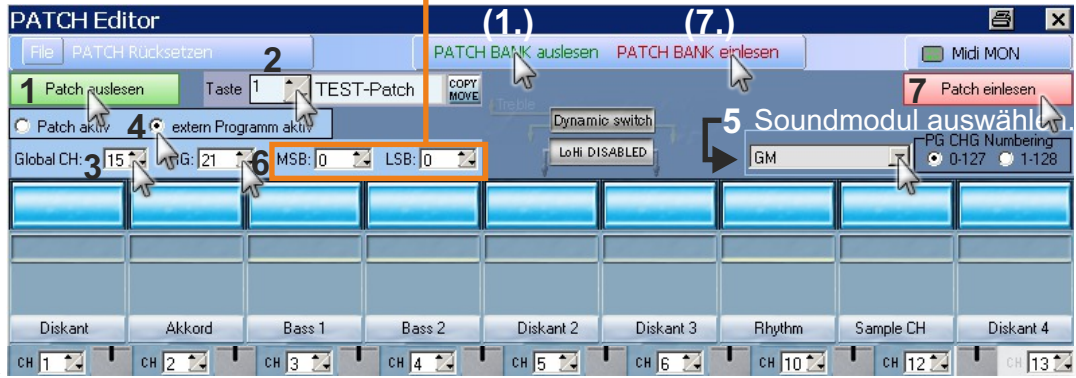 PATCH Editor (1.) (7.)
File PATCH Rücksetzen PATCH BANK auslesen PATCH BANK einlesen Midi MON
1 Patch auslesen Taste 2 1 TEST-Patch COPY MOVE 7 Patch einlesen
Treble
Patch aktiv 4 extern Programm aktiv Dynamic switch 5 Soundmodul auswählen.
Global CH: 3 15 PRG: 21 6 MSB: 0 LSB: 0 LoHi DISABLED GM PG CHG Numbering
0-127 1-128
Diskant Akkord Bass 1 Bass 2 Diskant 2 Diskant 3 Rhythm Sample CH Diskant 4
CH 1 CH 2 CH 3 CH 4 CH 5 CH 6 CH 10 CH 12 CH 13